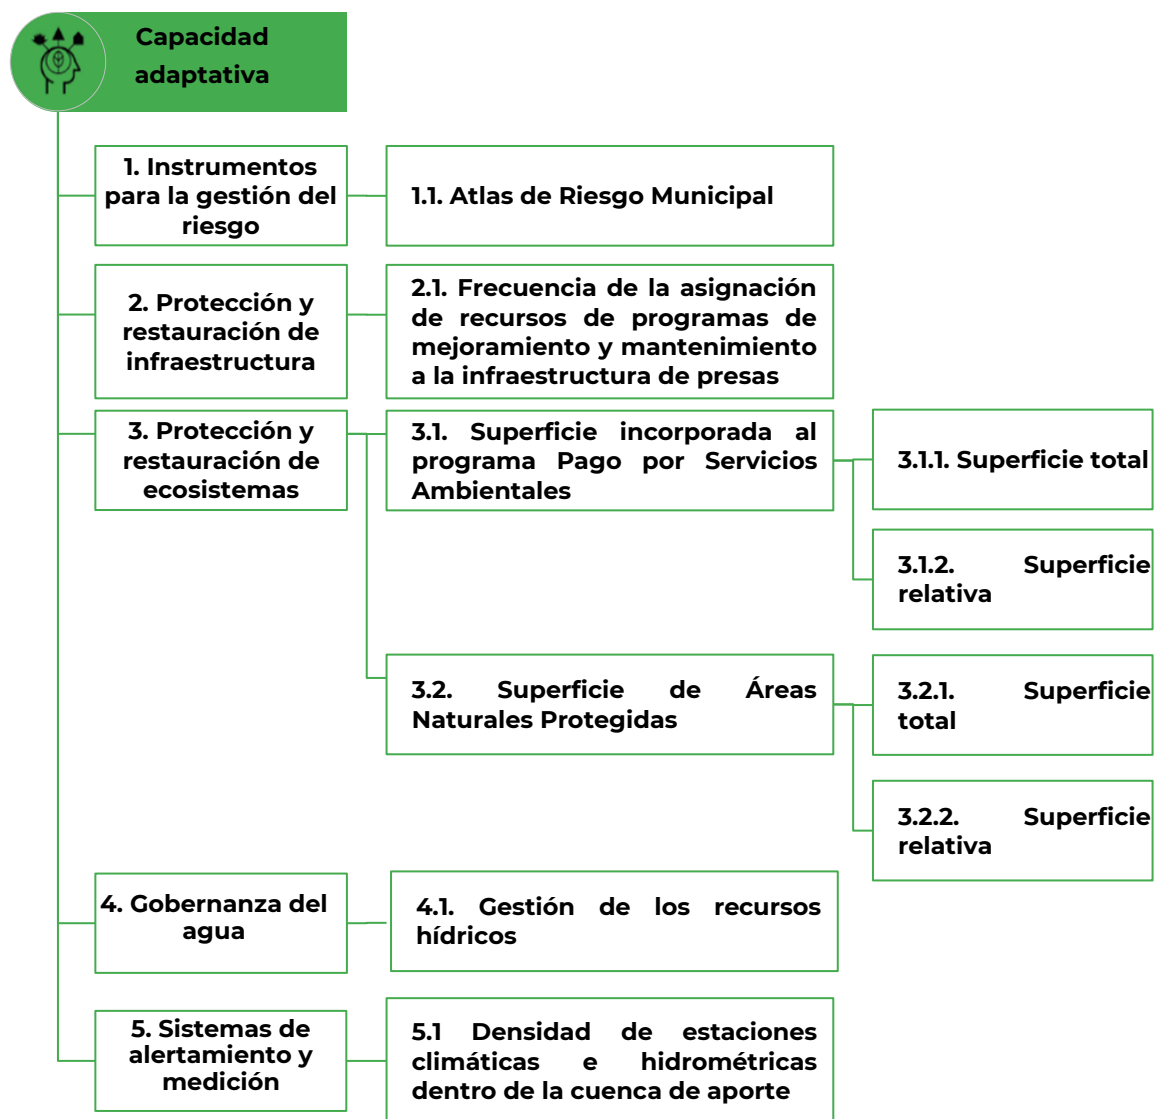 Capacidad
adaptativa
1. Instrumentos
para la gestión del
riesgo
1.1. Atlas de Riesgo Municipal
2. Protección y
restauración de
infraestructura
2.1. Frecuencia de la asignación
de recursos de programas de
mejoramiento y mantenimiento
a la infraestructura de presas
3. Protección y
restauración de
ecosistemas
3.1. Superficie incorporada al
programa Pago por Servicios
Ambientales
3.1.1. Superficie total
3.1.2. Superficie
relativa
3.2. Superficie de Áreas
Naturales Protegidas
3.2.1. Superficie
total
3.2.2. Superficie
relativa
4. Gobernanza del
agua
4.1. Gestión de los recursos
hídricos
5. Sistemas de
alertamiento y
medición
5.1 Densidad de estaciones
climáticas e hidrométricas
dentro de la cuenca de aporte